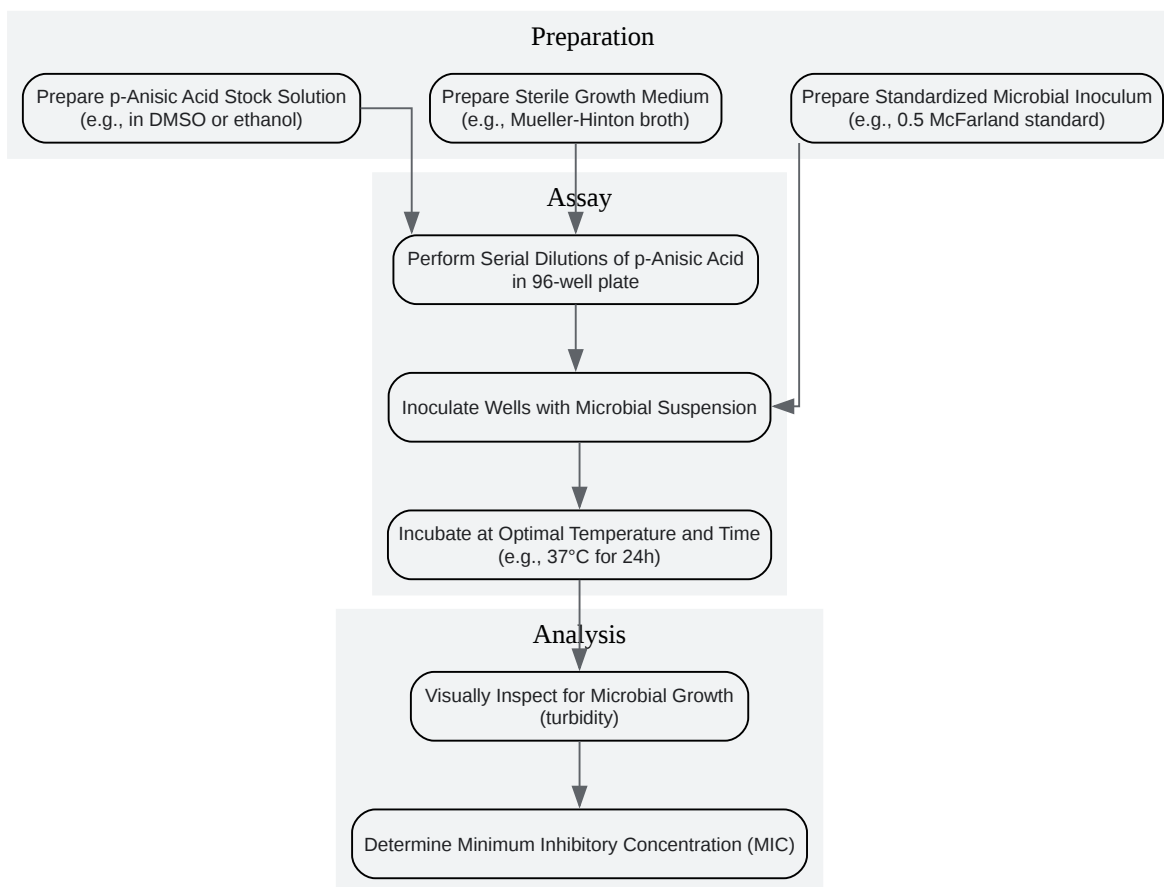 Preparation
Prepare p-Anisic Acid Stock Solution
(e.g., in DMSO or ethanol)
Prepare Sterile Growth Medium
(e.g., Mueller-Hinton broth)
Prepare Standardized Microbial Inoculum
(e.g., 0.5 McFarland standard)
Assay
Perform Serial Dilutions of p-Anisic Acid
in 96-well plate
Inoculate Wells with Microbial Suspension
Incubate at Optimal Temperature and Time
(e.g., 37°C for 24h)
Analysis
Visually Inspect for Microbial Growth
(turbidity)
Determine Minimum Inhibitory Concentration (MIC)